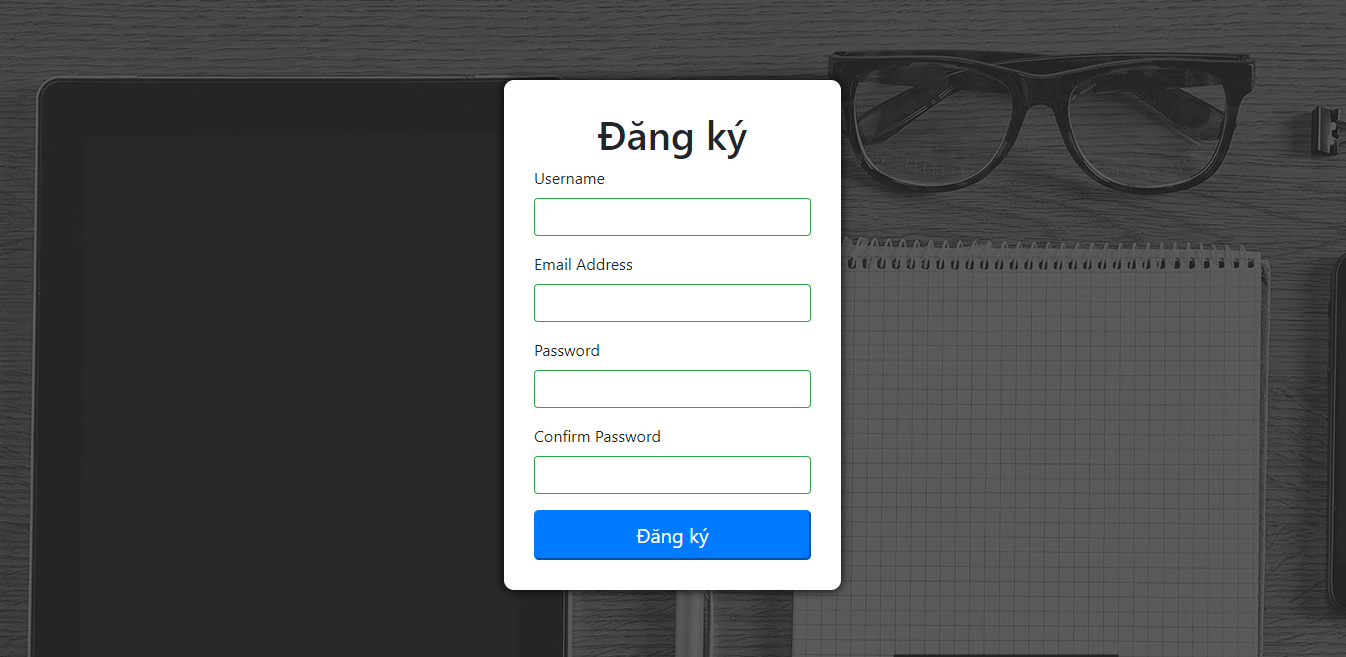 Đăng ký
Username
Email Address
Password
Confirm Password
Đăng ký